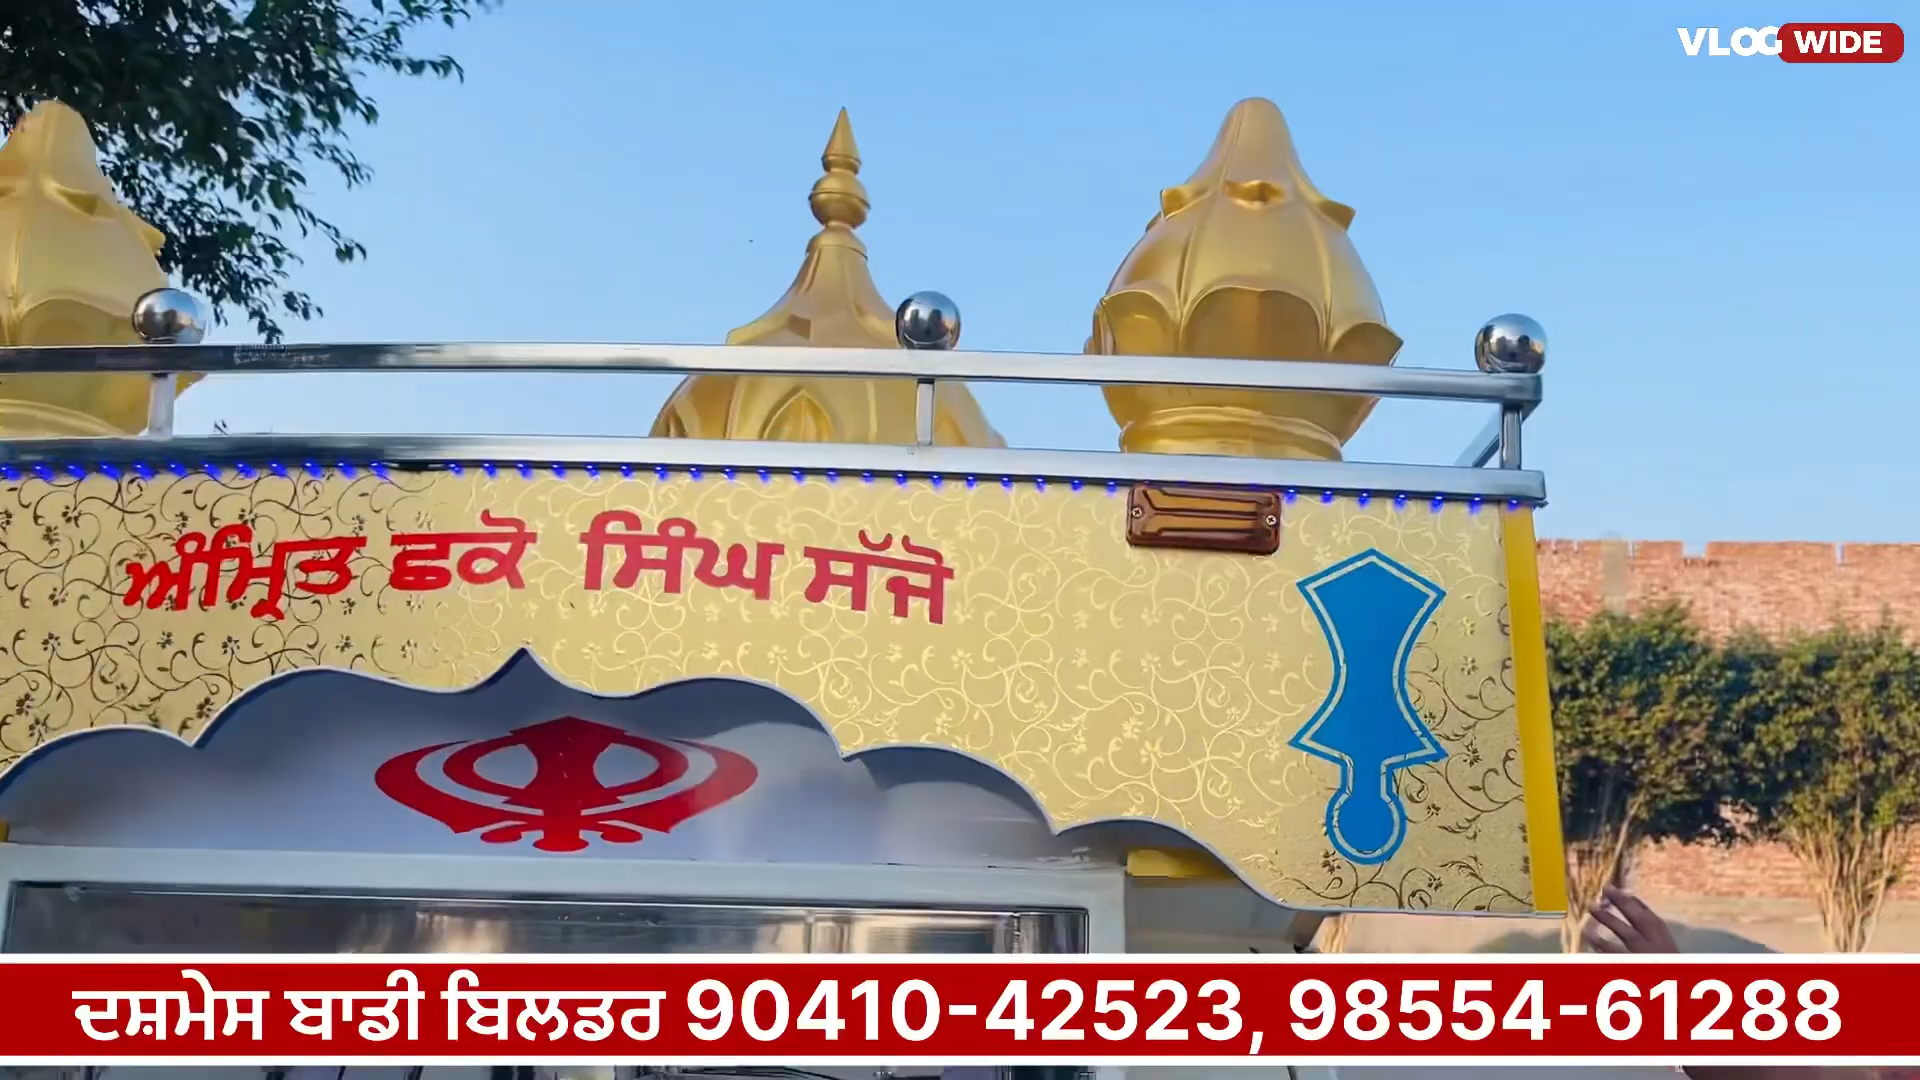 VLOG WIDE
ਅੰਮ੍ਰਿਤ ਛਕੋ ਸਿੰਘ ਸੱਜੋ
ਦਸ਼ਮੇਸ ਬਾਡੀ ਬਿਲਡਰ 90410-42523, 98554-61288